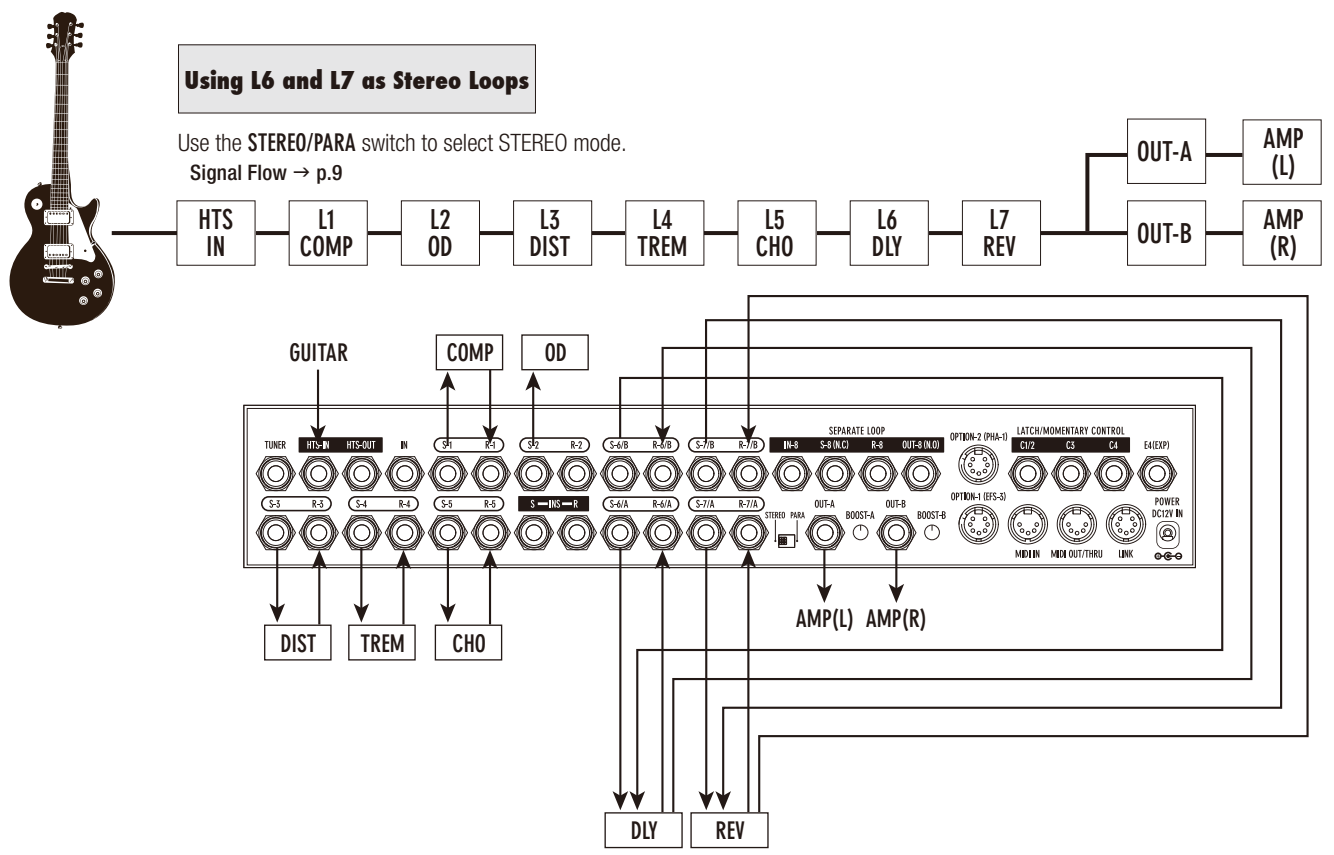 Using L6 and L7 as Stereo Loops
Use the STEREO/PARA switch to select STEREO mode.
Signal Flow → p.9
HTS IN
L1 COMP
L2 OD
L3 DIST
L4 TREM
L5 CHO
L6 DLY
L7 REV
OUT-A
AMP (L)
OUT-B
AMP (R)
GUITAR
COMP
OD
TUNER
HTS-IN
HTS-OUT
IN
S-1
R-1
S-2
R-2
S-6/B
R-6/B
S-7/B
R-7/B
SEPARATE LOOP
IN-8
S-8 (N.C)
R-8
OUT-8 (N.O)
OPTION-2 (PHA-1)
LATCH/MOMENTARY CONTROL
C1/2
C3
C4
E4(EXP)
S-3
R-3
S-4
R-4
S-5
R-5
S — INS — R
S-6/A
R-6/A
S-7/A
R-7/A
STEREO
PARA
OUT-A
BOOST-A
OUT-B
BOOST-B
OPTION-1 (EFS-3)
MIDI IN
MIDI OUT/THRU
LINK
POWER
DC12V IN
AMP(L)
AMP(R)
DIST
TREM
CHO
DLY
REV